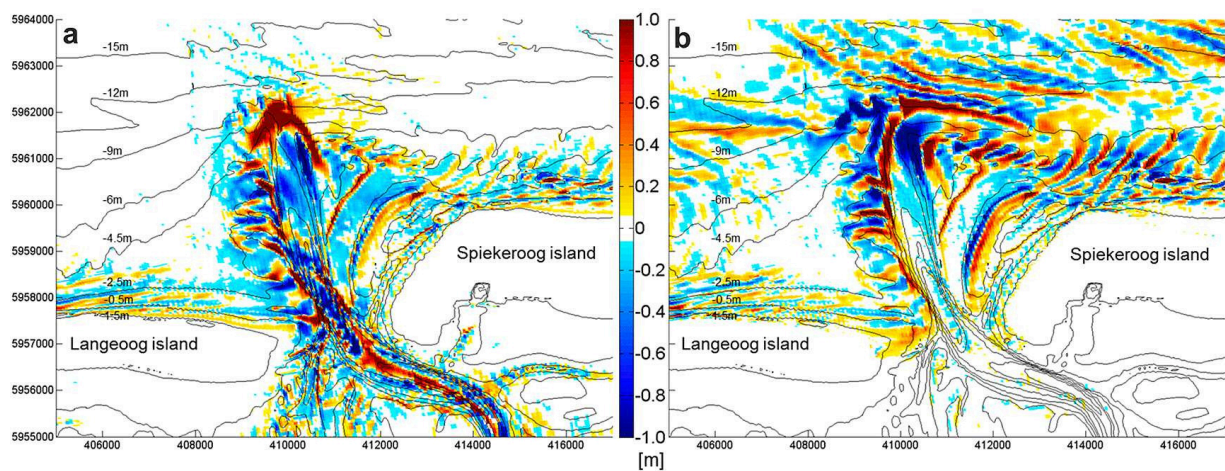 a
b
5964000
5963000
5962000
5961000
5960000
5959000
5958000
5957000
5956000
5955000
-15m
-12m
-9m
-6m
-4.5m
-2.5m
-0.5m
-1.5m
Spiekeroog island
Langeoog island
406000 408000 410000 412000 414000 416000
1.0
0.8
0.6
0.4
0.2
0
-0.2
-0.4
-0.6
-0.8
-1.0
[m]
-15m
-12m
-9m
-6m
-4.5m
-2.5m
-0.5m
-1.5m
Spiekeroog island
Langeoog island
406000 408000 410000 412000 414000 416000